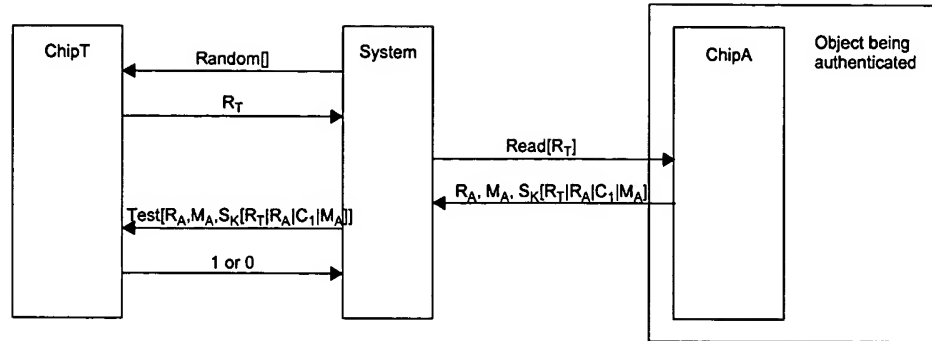 ChipT
System
ChipA
Object being
authenticated
Random[]
R_T
Read[R_T]
R_A, M_A, S_K[R_T|R_A|C_1|M_A]
Test[R_A,M_A,S_K[R_T|R_A|C_1|M_A]]
1 or 0